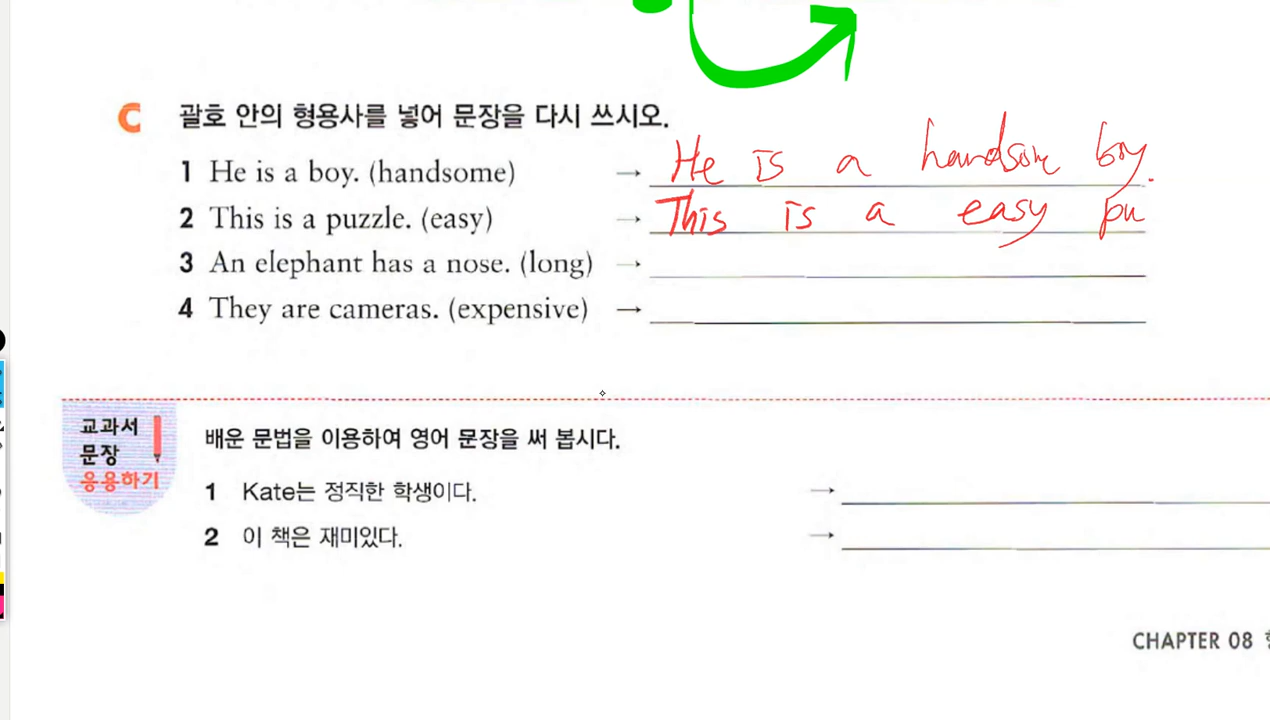 C 괄호 안의 형용사를 넣어 문장을 다시 쓰시오.
1 He is a boy. (handsome) → He is a handsome boy.
2 This is a puzzle. (easy) → This is a easy pu
3 An elephant has a nose. (long) →
4 They are cameras. (expensive) →
교과서
문장
응용하기
배운 문법을 이용하여 영어 문장을 써 봅시다.
1 Kate는 정직한 학생이다. →
2 이 책은 재미있다. →
CHAPTER 08